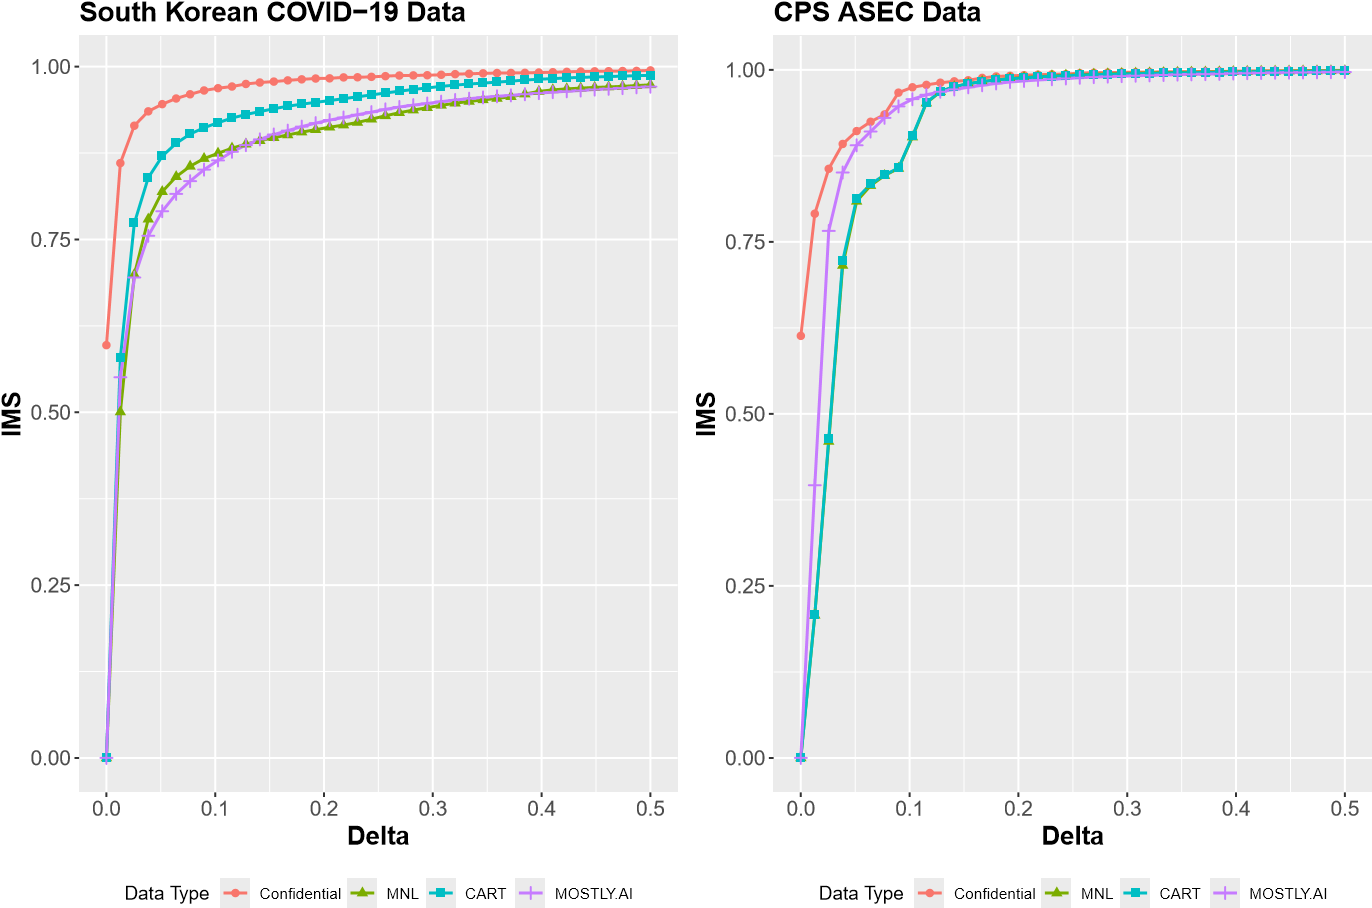 South Korean COVID−19 Data
1.00
0.75
0.50
0.25
0.00
IMS
0.0 0.1 0.2 0.3 0.4 0.5
Delta
Data Type Confidential MNL CART MOSTLY.AI
CPS ASEC Data
1.00
0.75
0.50
0.25
0.00
IMS
0.0 0.1 0.2 0.3 0.4 0.5
Delta
Data Type Confidential MNL CART MOSTLY.AI